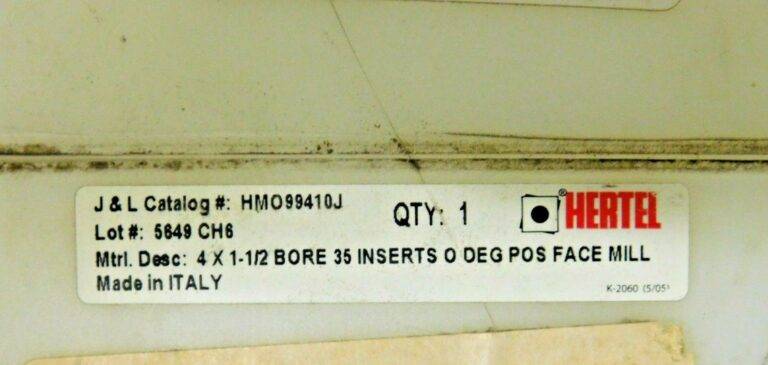 J & L Catalog #: HMO99410J QTY: 1 ® HERTEL
Lot #: 5649 CH6
Mtrl. Desc: 4 X 1-1/2 BORE 35 INSERTS O DEG POS FACE MILL
Made in ITALY K-2060 (5/05)